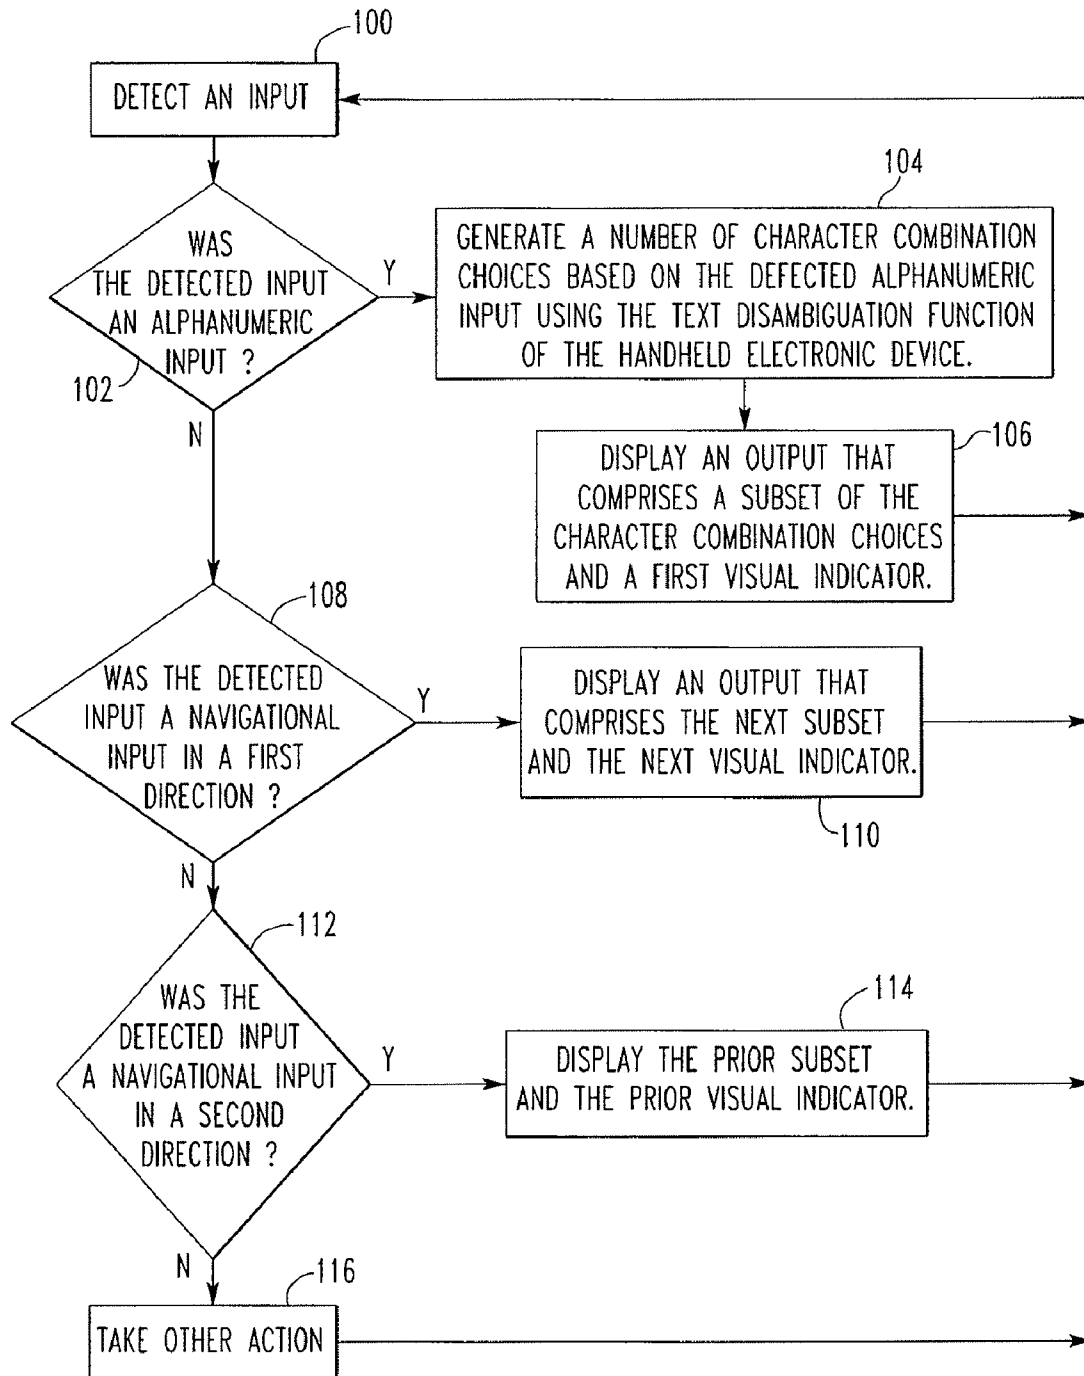 100
DETECT AN INPUT
WAS
THE DETECTED INPUT
AN ALPHANUMERIC
INPUT ?
102
Y
N
104
GENERATE A NUMBER OF CHARACTER COMBINATION
CHOICES BASED ON THE DEFECTED ALPHANUMERIC
INPUT USING THE TEXT DISAMBIGUATION FUNCTION
OF THE HANDHELD ELECTRONIC DEVICE.
106
DISPLAY AN OUTPUT THAT
COMPRISES A SUBSET OF THE
CHARACTER COMBINATION CHOICES
AND A FIRST VISUAL INDICATOR.
108
WAS THE DETECTED
INPUT A NAVIGATIONAL
INPUT IN A FIRST
DIRECTION ?
Y
N
DISPLAY AN OUTPUT THAT
COMPRISES THE NEXT SUBSET
AND THE NEXT VISUAL INDICATOR.
110
112
WAS THE
DETECTED INPUT
A NAVIGATIONAL INPUT
IN A SECOND
DIRECTION ?
Y
N
114
DISPLAY THE PRIOR SUBSET
AND THE PRIOR VISUAL INDICATOR.
116
TAKE OTHER ACTION